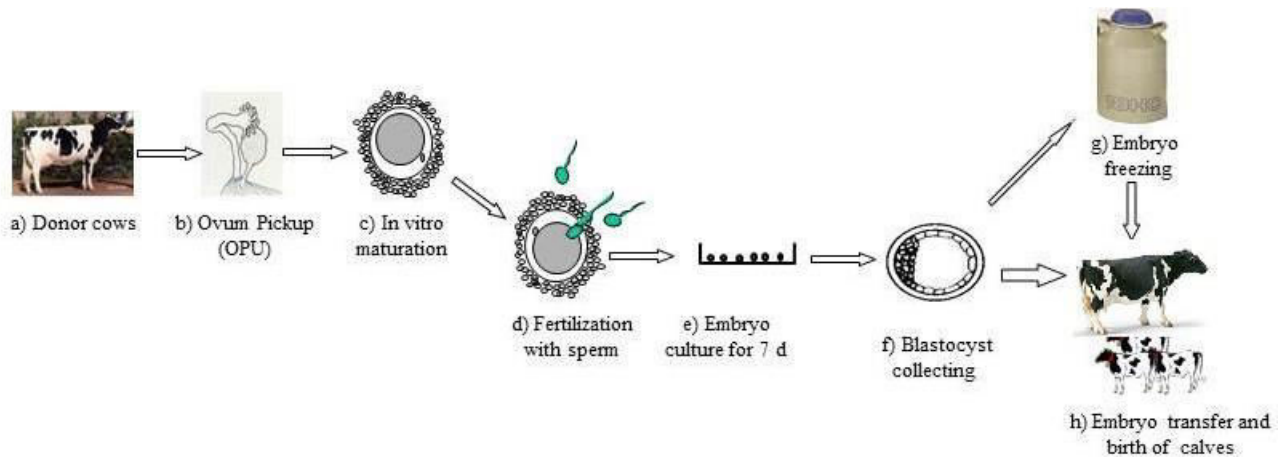 a) Donor cows
b) Ovum Pickup
(OPU)
c) In vitro
maturation
d) Fertilization
with sperm
e) Embryo
culture for 7 d
f) Blastocyst
collecting
g) Embryo
freezing
h) Embryo transfer and
birth of calves